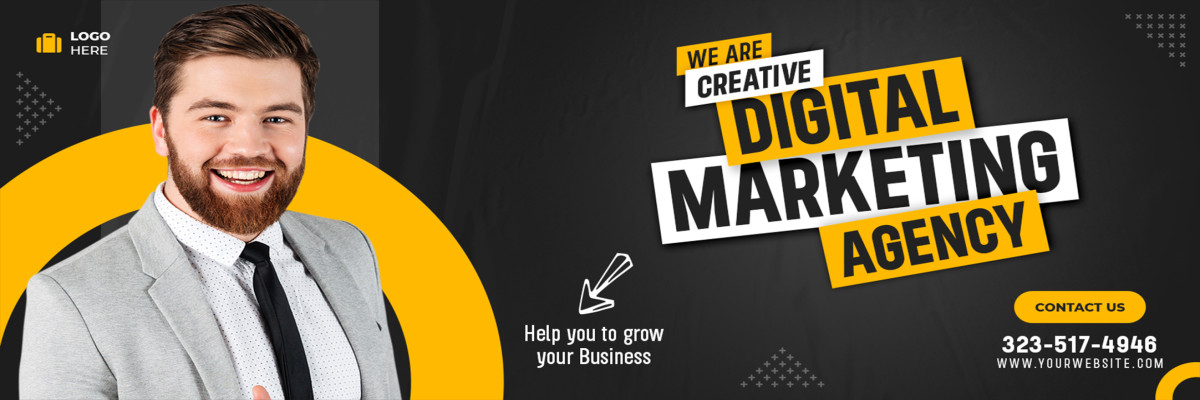 LOGO
HERE
WE ARE
CREATIVE
DIGITAL
MARKETING
AGENCY
Help you to grow
your Business
CONTACT US
323-517-4946
WWW.YOURWEBSITE.COM